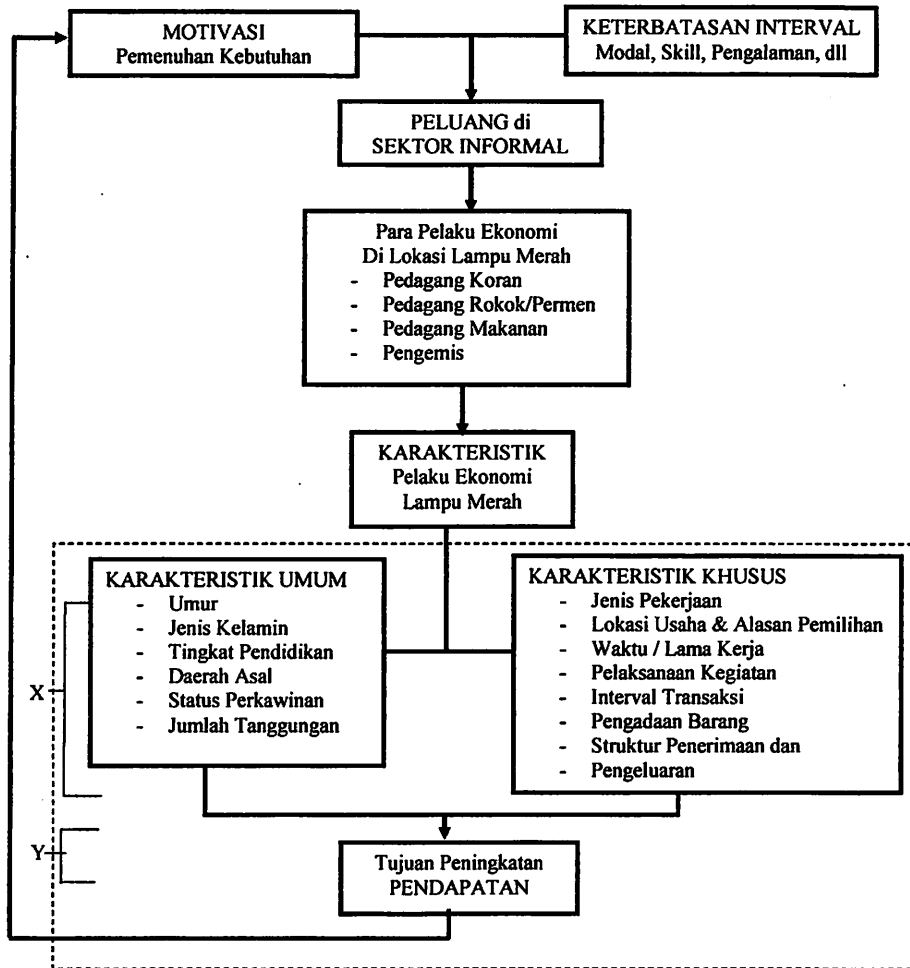 MOTIVASI
Pemenuhan Kebutuhan
KETERBATASAN INTERVAL
Modal, Skill, Pengalaman, dll
PELUANG di
SEKTOR INFORMAL
Para Pelaku Ekonomi
Di Lokasi Lampu Merah
- Pedagang Koran
- Pedagang Rokok/Permen
- Pedagang Makanan
- Pengemis
KARAKTERISTIK
Pelaku Ekonomi
Lampu Merah
KARAKTERISTIK UMUM
- Umur
- Jenis Kelamin
- Tingkat Pendidikan
- Daerah Asal
- Status Perkawinan
- Jumlah Tanggungan
KARAKTERISTIK KHUSUS
- Jenis Pekerjaan
- Lokasi Usaha & Alasan Pemilihan
- Waktu / Lama Kerja
- Pelaksanaan Kegiatan
- Interval Transaksi
- Pengadaan Barang
- Struktur Penerimaan dan
- Pengeluaran
X
Y
Tujuan Peningkatan
PENDAPATAN